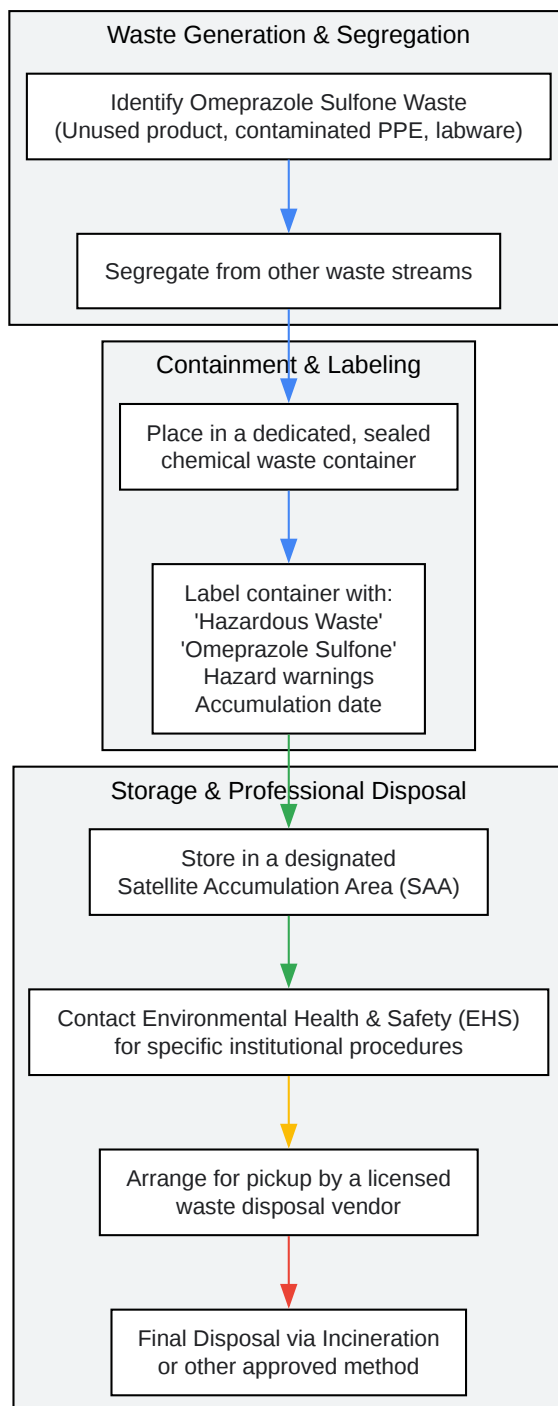 Waste Generation & Segregation
Identify Omeprazole Sulfone Waste
(Unused product, contaminated PPE, labware)
Segregate from other waste streams
Containment & Labeling
Place in a dedicated, sealed
chemical waste container
Label container with:
'Hazardous Waste'
'Omeprazole Sulfone'
Hazard warnings
Accumulation date
Storage & Professional Disposal
Store in a designated
Satellite Accumulation Area (SAA)
Contact Environmental Health & Safety (EHS)
for specific institutional procedures
Arrange for pickup by a licensed
waste disposal vendor
Final Disposal via Incineration
or other approved method